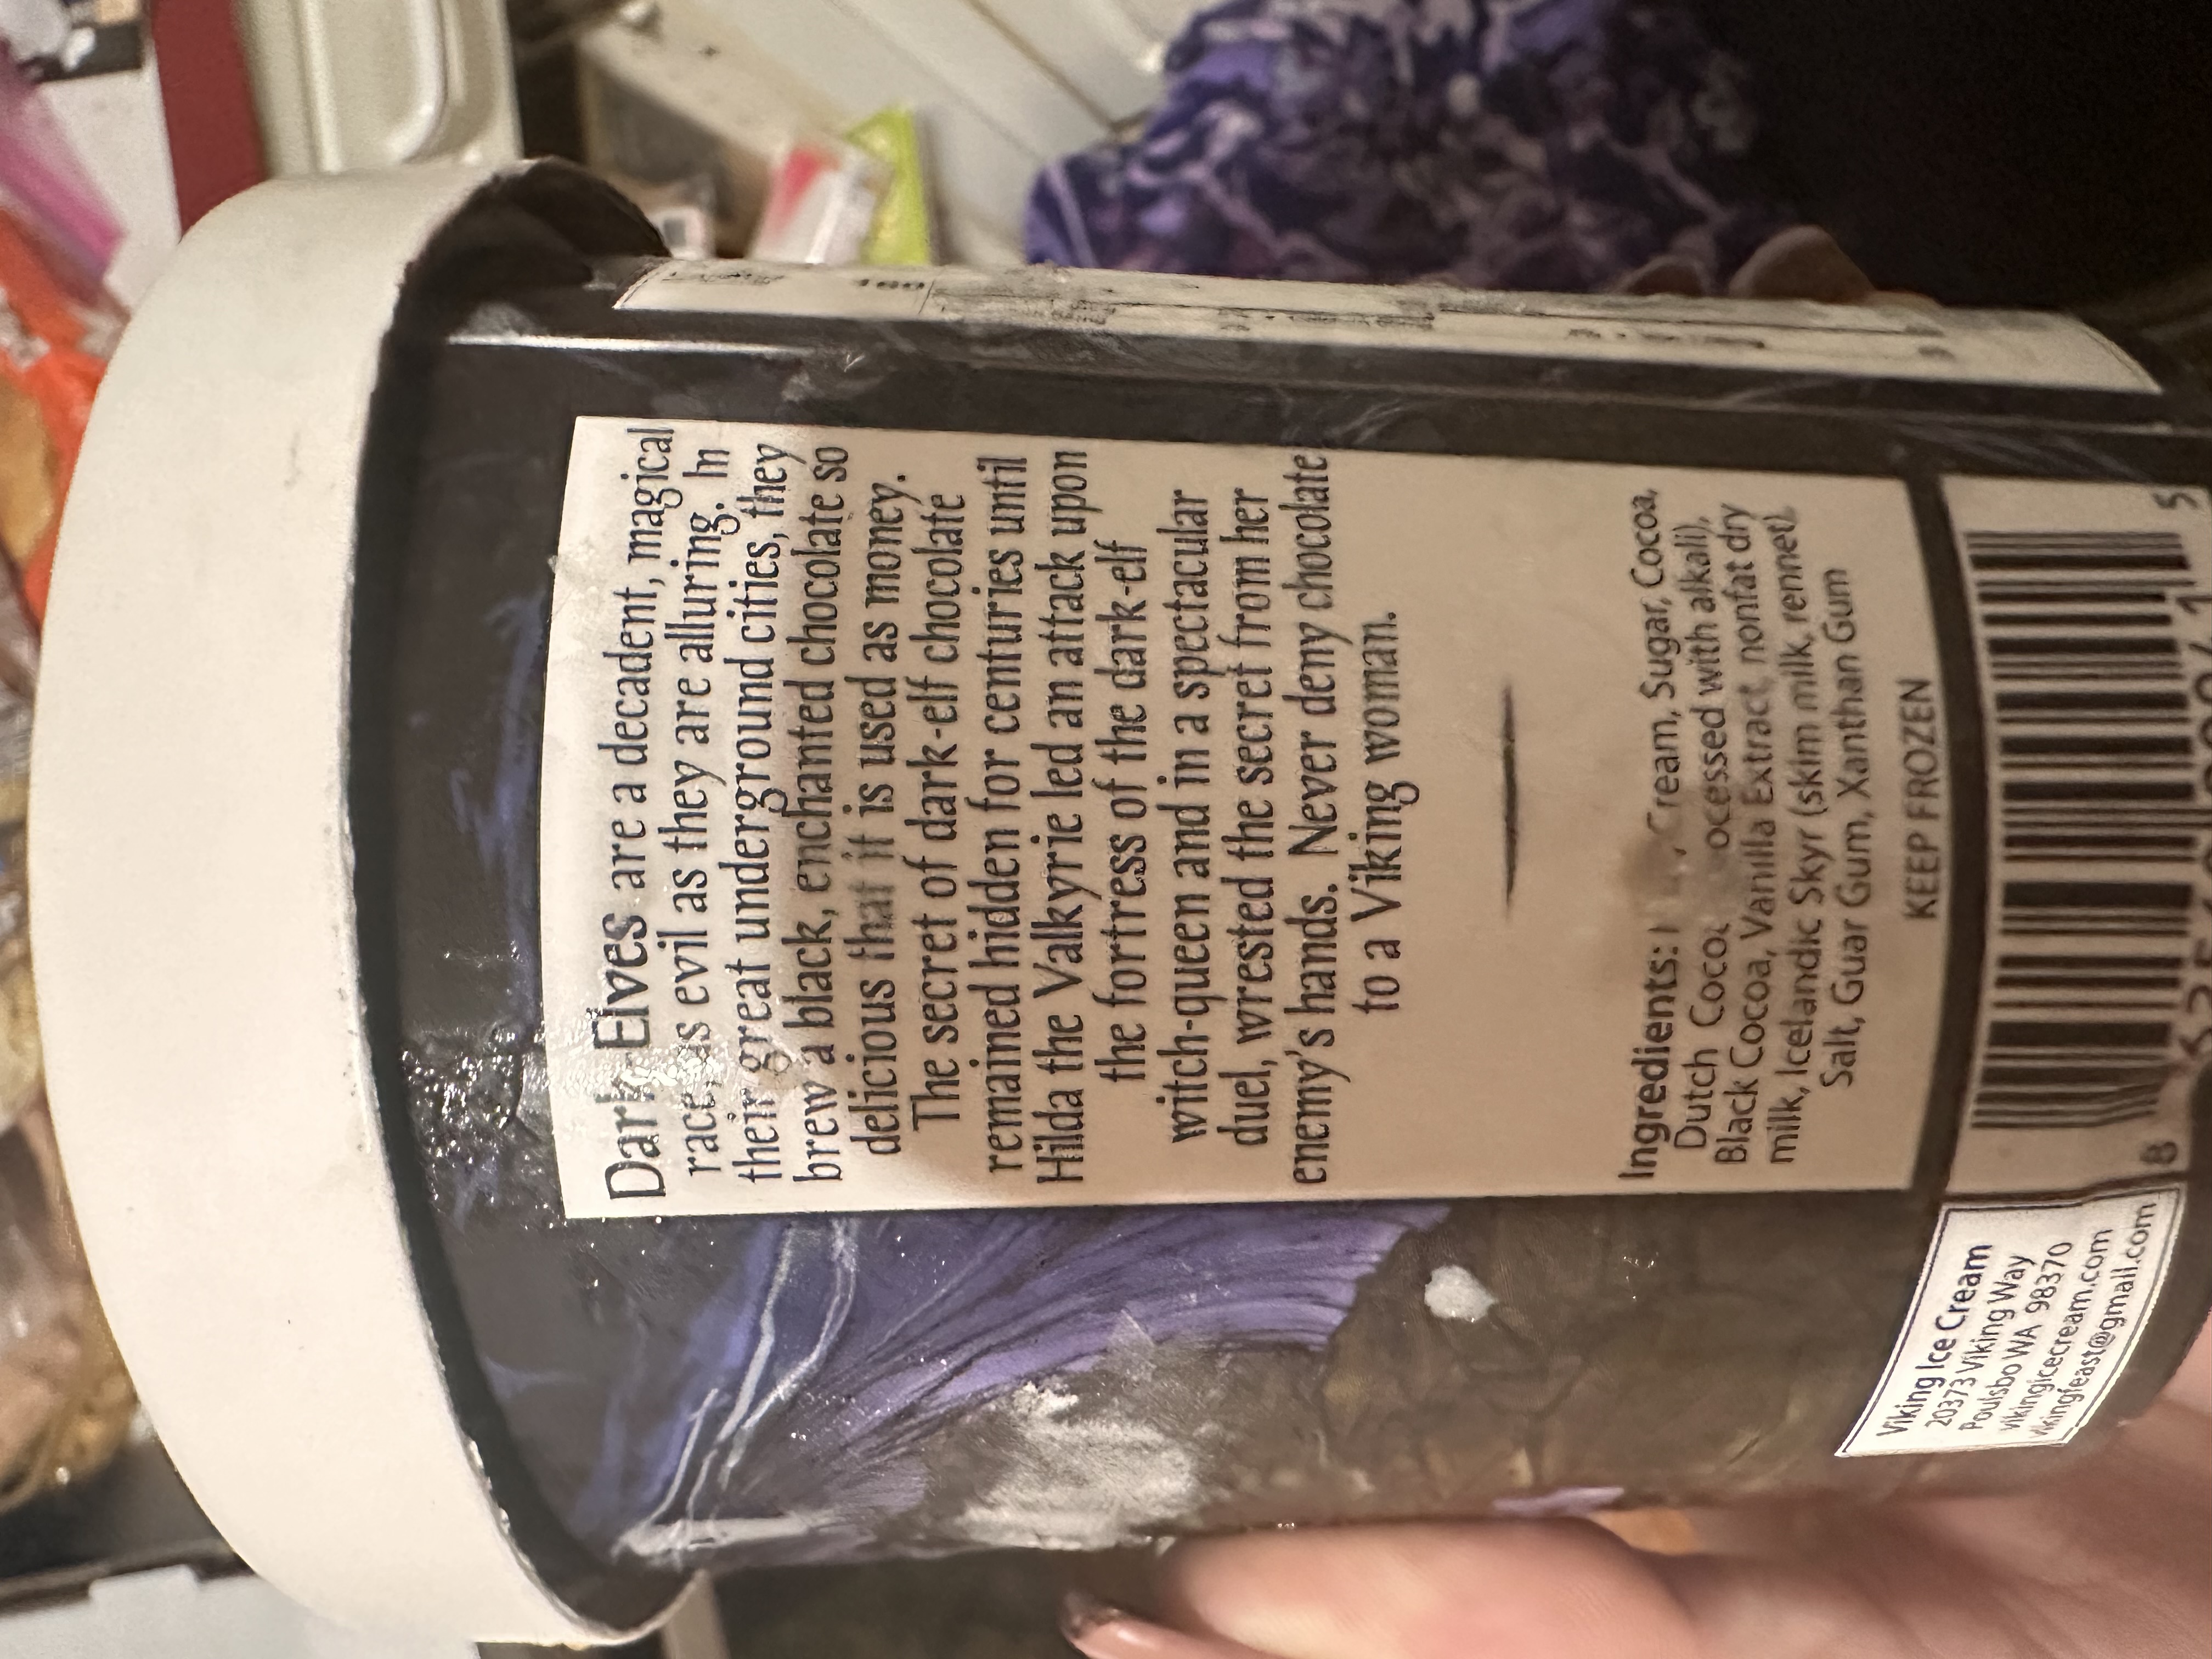 Dark Elves are a decadent, magical
race, as evil as they are alluring. In
their great underground cities, they
brew a black, enchanted chocolate so
delicious that it is used as money.
The secret of dark-elf chocolate
remained hidden for centuries until
Hilda the Valkyrie led an attack upon
the fortress of the dark-elf
witch-queen and in a spectacular
duel, wrested the secret from her
enemy's hands. Never deny chocolate
to a Viking woman.
Ingredients: Cream, Sugar, Cocoa,
Dutch with alkali),
Black Cocoa, Vanilla Extract, nonfat dry
milk, Icelandic Skyr (skim milk, rennet),
Salt, Guar Gum, Xanthan Gum
KEEP FROZEN
Viking Ice Cream
20373 Viking Way
Poulsbo WA 98370
vikingicecream.com
vikingfeast@gmail.com
160